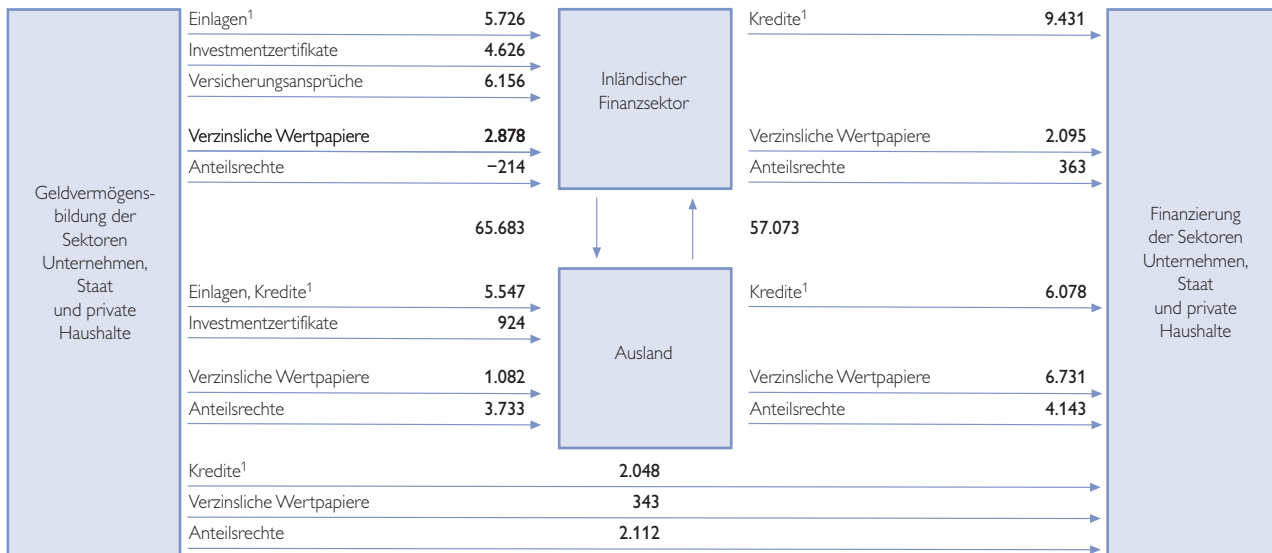 Geldvermögens-
bildung der
Sektoren
Unternehmen,
Staat
und private
Haushalte
Einlagen¹ 5.726
Investmentzertifikate 4.626
Versicherungsansprüche 6.156
Verzinsliche Wertpapiere 2.878
Anteilsrechte −214
Inländischer
Finanzsektor
Kredite¹ 9.431
Verzinsliche Wertpapiere 2.095
Anteilsrechte 363
65.683 57.073
Einlagen, Kredite¹ 5.547
Investmentzertifikate 924
Verzinsliche Wertpapiere 1.082
Anteilsrechte 3.733
Ausland
Kredite¹ 6.078
Verzinsliche Wertpapiere 6.731
Anteilsrechte 4.143
Kredite¹ 2.048
Verzinsliche Wertpapiere 343
Anteilsrechte 2.112
Finanzierung
der Sektoren
Unternehmen,
Staat
und private
Haushalte